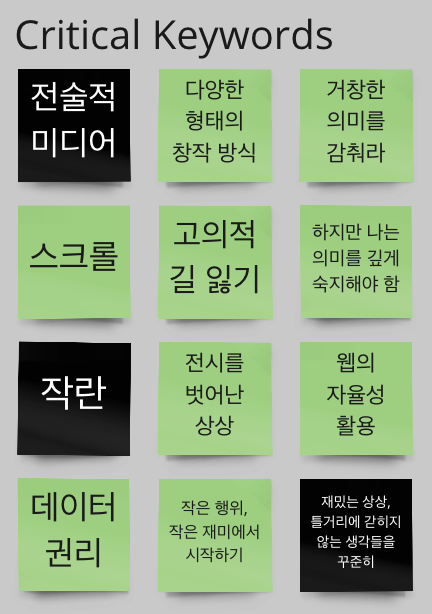 Critical Keywords
전술적
미디어
다양한
형태의
창작 방식
거창한
의미를
감춰라
스크롤
고의적
길 잃기
하지만 나는
의미를 깊게
숙지해야 함
작란
전시를
벗어난
상상
웹의
자율성
활용
데이터
권리
작은 행위,
작은 재미에서
시작하기
재밌는 상상,
틀거리에 갇히지
않는 생각들을
꾸준히